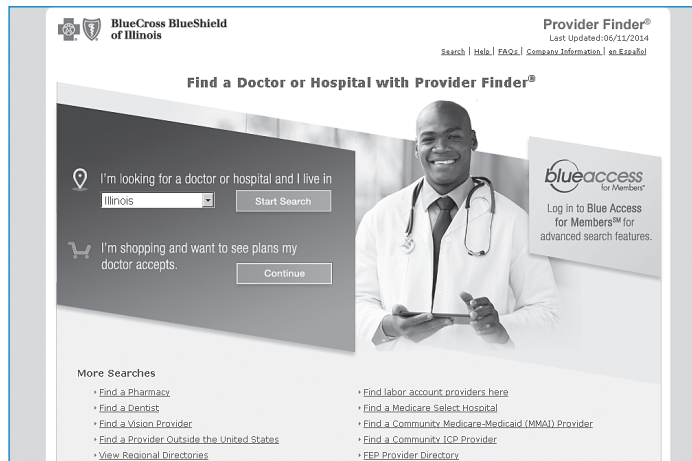 BlueCross BlueShield
of Illinois
Provider Finder®
Last Updated:06/11/2014
Search | Help | FAQs | Company Information | en Español
Find a Doctor or Hospital with Provider Finder®
I'm looking for a doctor or hospital and I live in
Illinois
Start Search
I'm shopping and want to see plans my
doctor accepts.
Continue
blueaccess
for Members℠
Log in to Blue Access
for Members℠ for
advanced search features.
More Searches
Find a Pharmacy
Find a Dentist
Find a Vision Provider
Find a Provider Outside the United States
View Regional Directories
Find labor account providers here
Find a Medicare Select Hospital
Find a Community Medicare-Medicaid (MMAI) Provider
Find a Community ICP Provider
FEP Provider Directory